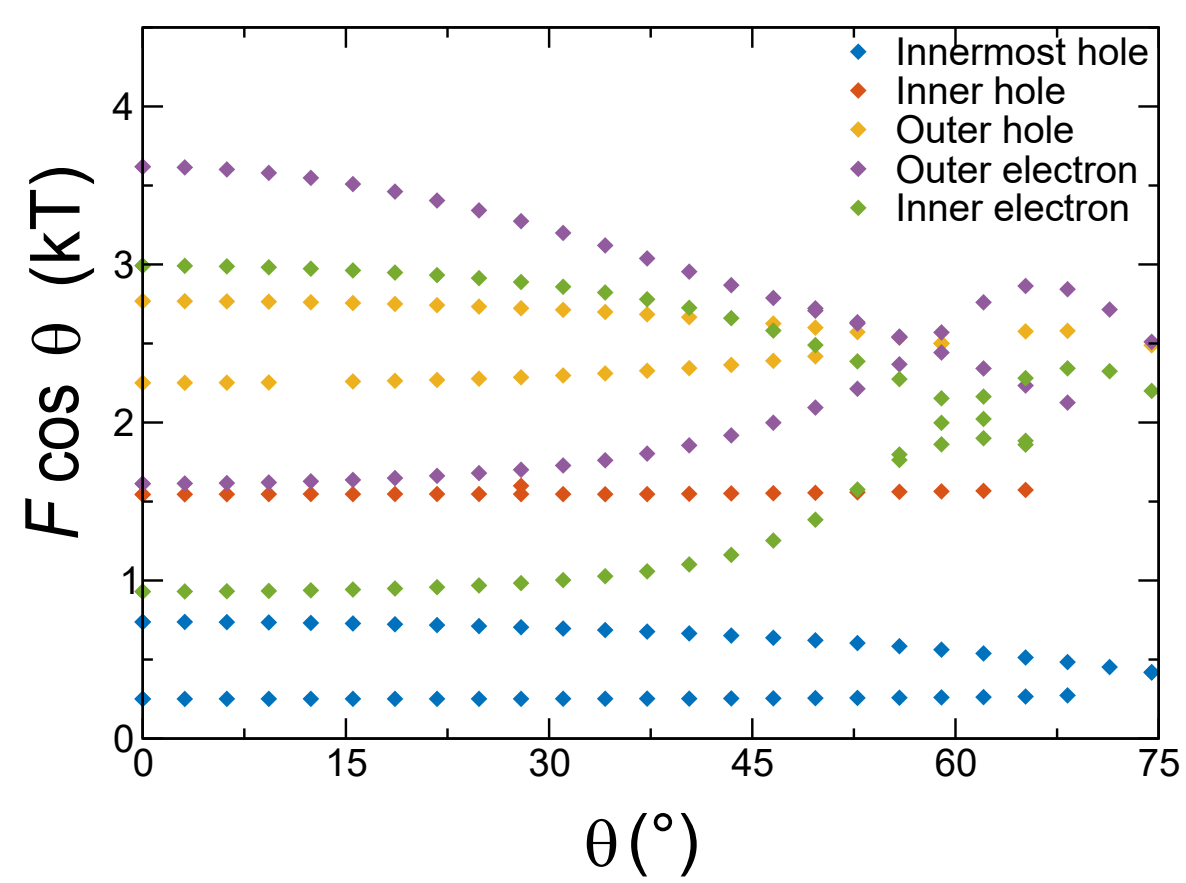 Innermost hole
Inner hole
Outer hole
Outer electron
Inner electron
F cos θ (kT)
4
3
2
1
0
0 15 30 45 60 75
θ (°)